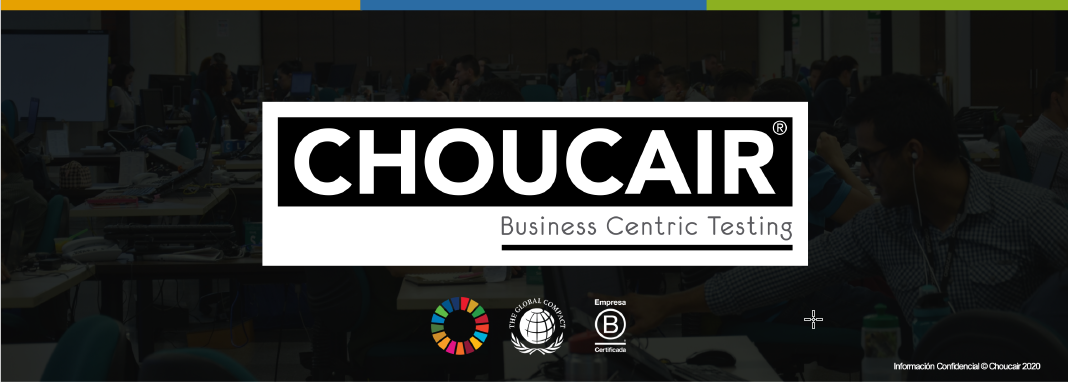 CHOUCAIR®
Business Centric Testing
THE GLOBAL COMPACT
Empresa
B
Certificada
Información Confidencial © Choucair 2020